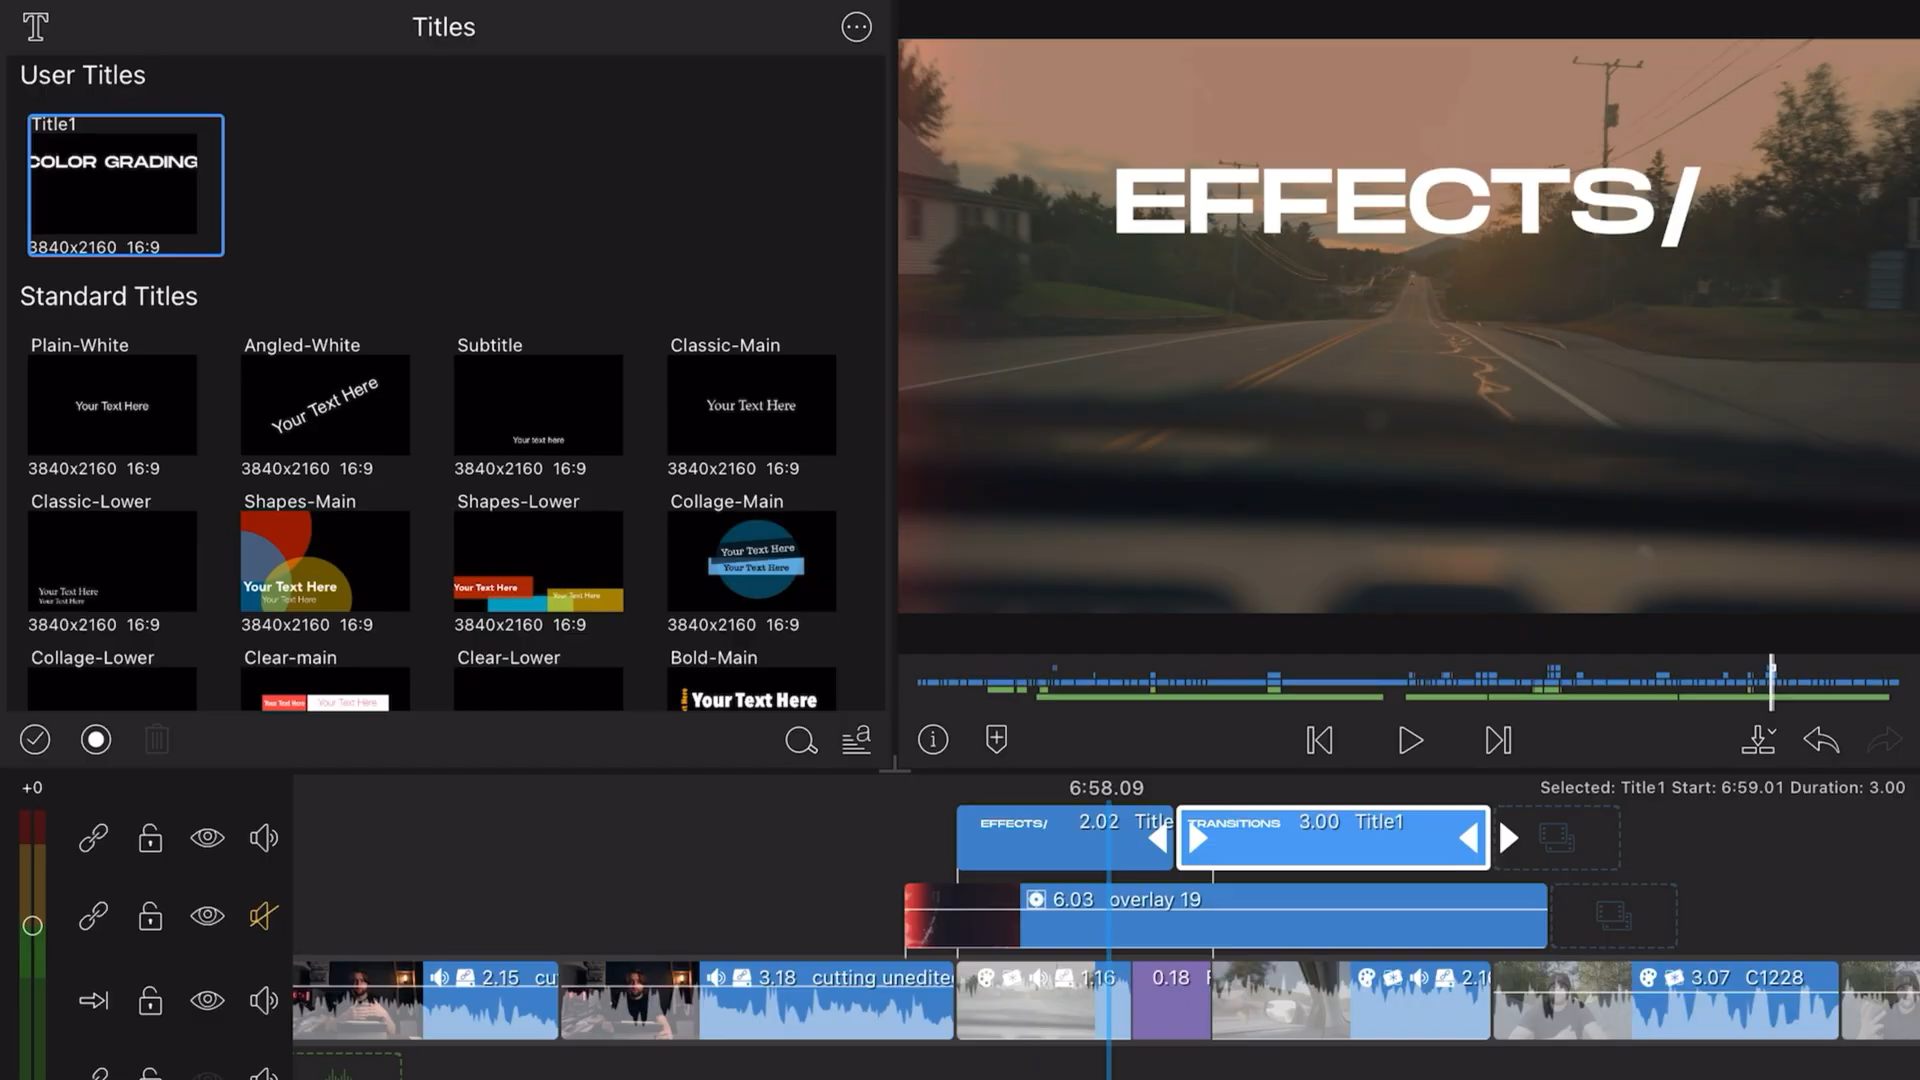 Titles
User Titles
Title1
COLOR GRADING
3840x2160 16:9
Standard Titles
Plain-White
Angled-White
Subtitle
Classic-Main
Your Text Here
Your Text Here
Your text here
Your Text Here
3840x2160 16:9
3840x2160 16:9
3840x2160 16:9
3840x2160 16:9
Classic-Lower
Shapes-Main
Shapes-Lower
Collage-Main
Your Text Here
Your Text Here
Your Text Here
Your Text Here
Your Text Here
Your Text Here
Your Text Here
Your Text Here
3840x2160 16:9
3840x2160 16:9
3840x2160 16:9
3840x2160 16:9
Collage-Lower
Clear-main
Clear-Lower
Bold-Main
Your Text Here
Your Text Here
Your Text Here
a
EFFECTS/
+0
6:58.09
Selected: Title1 Start: 6:59.01 Duration: 3.00
EFFECTS/ 2.02 Title
TRANSITIONS 3.00 Title1
6.03 overlay 19
2.15 cu
3.18 cutting unedite
1.16
0.18
2.1
3.07 C1228